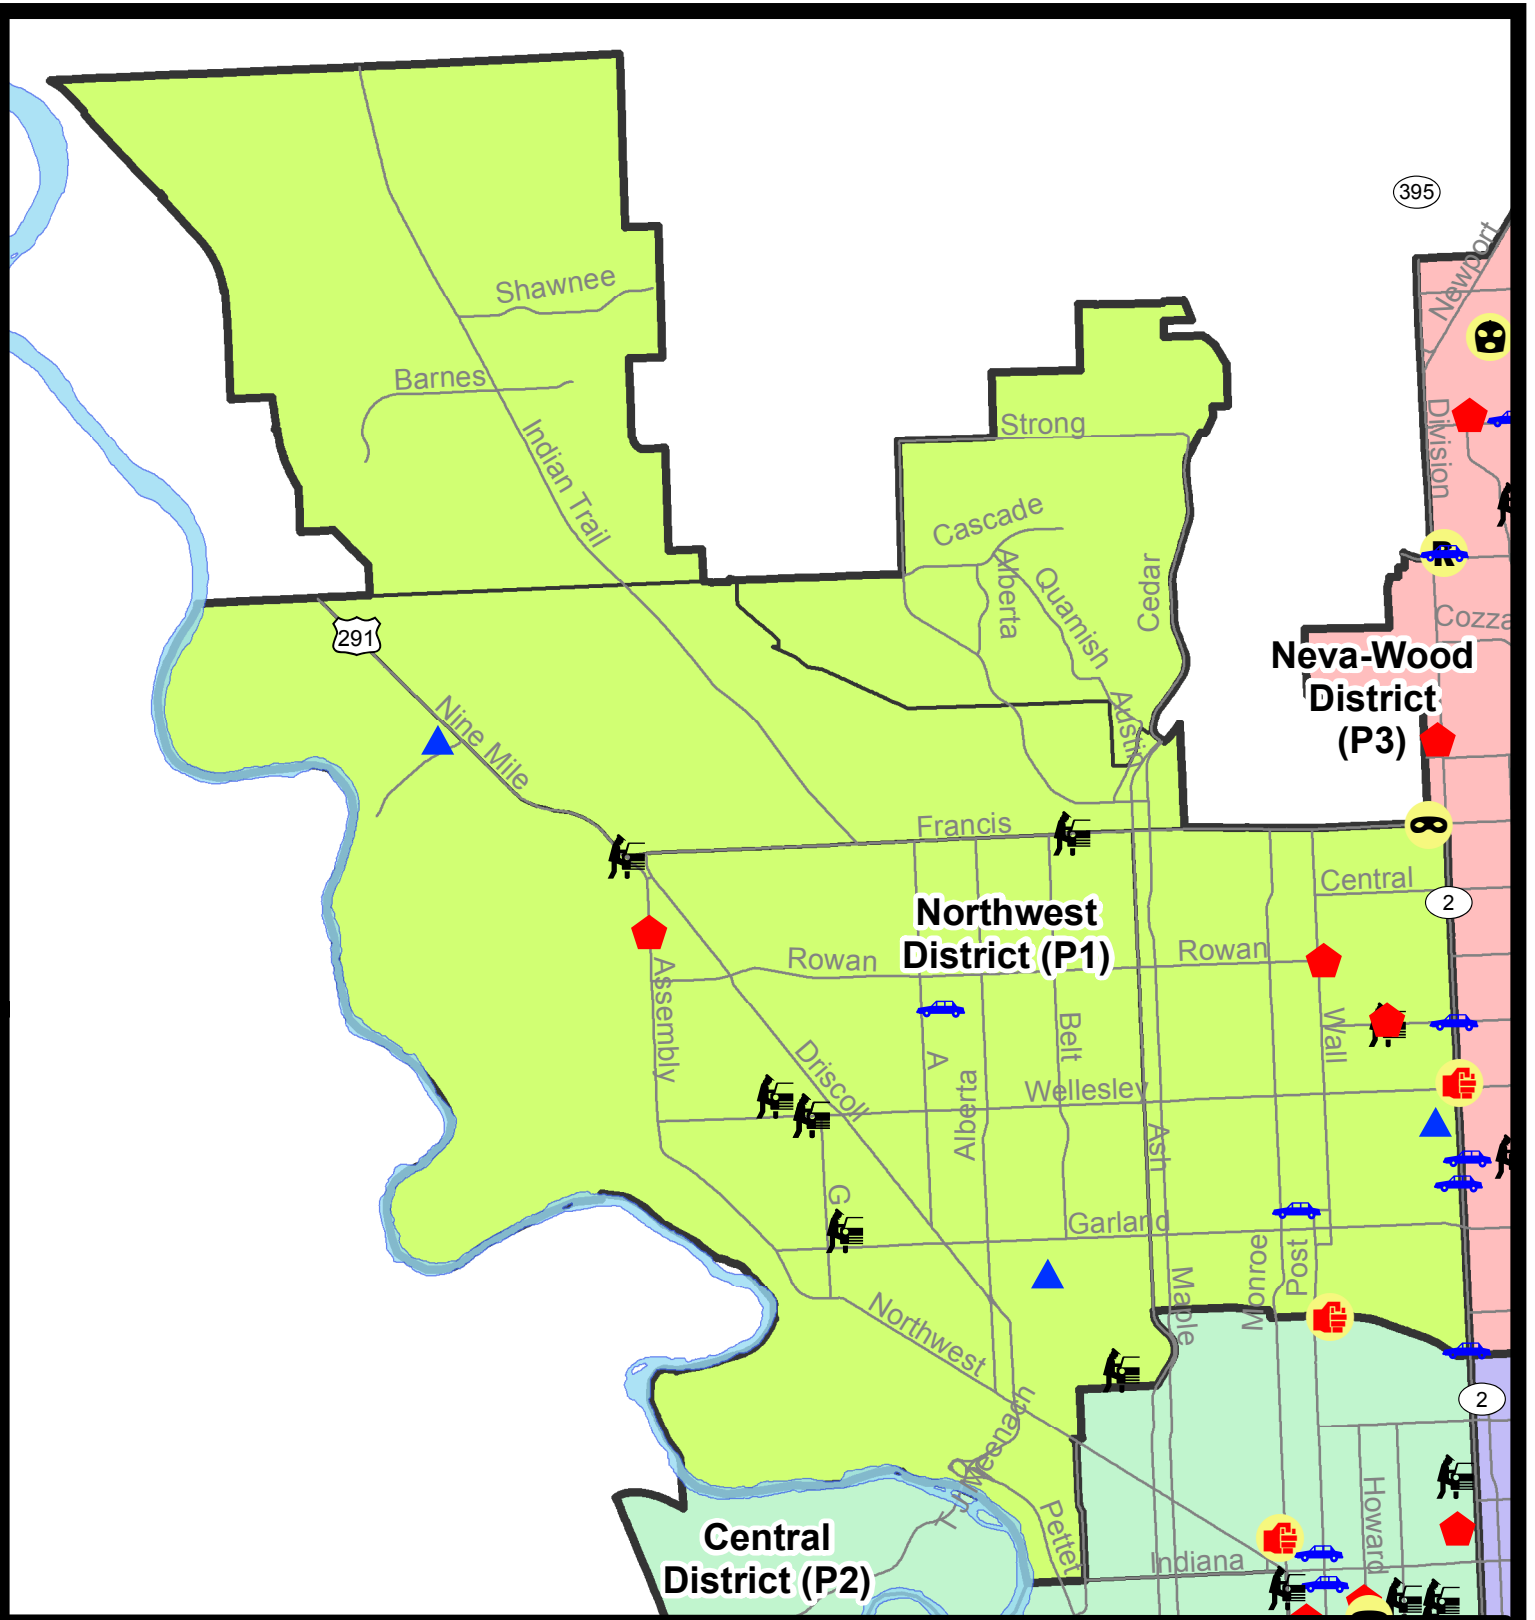 395
Newport
Shawnee
Barnes
Division
Strong
Indian Trail
Cascade
Alberta
Quamish
Cedar
Cozza
291
Neva-Wood
District
(P3)
Nine Mile
Austin
Francis
Central
2
Northwest
District (P1)
Rowan
Rowan
Assembly
Wall
Belt
A
Driscoll
Alberta
Wellesley
Ash
G
Garland
Monroe
Post
Maple
Northwest
R
2
T J Meenach
Pettet
Howard
Central
District (P2)
Indiana